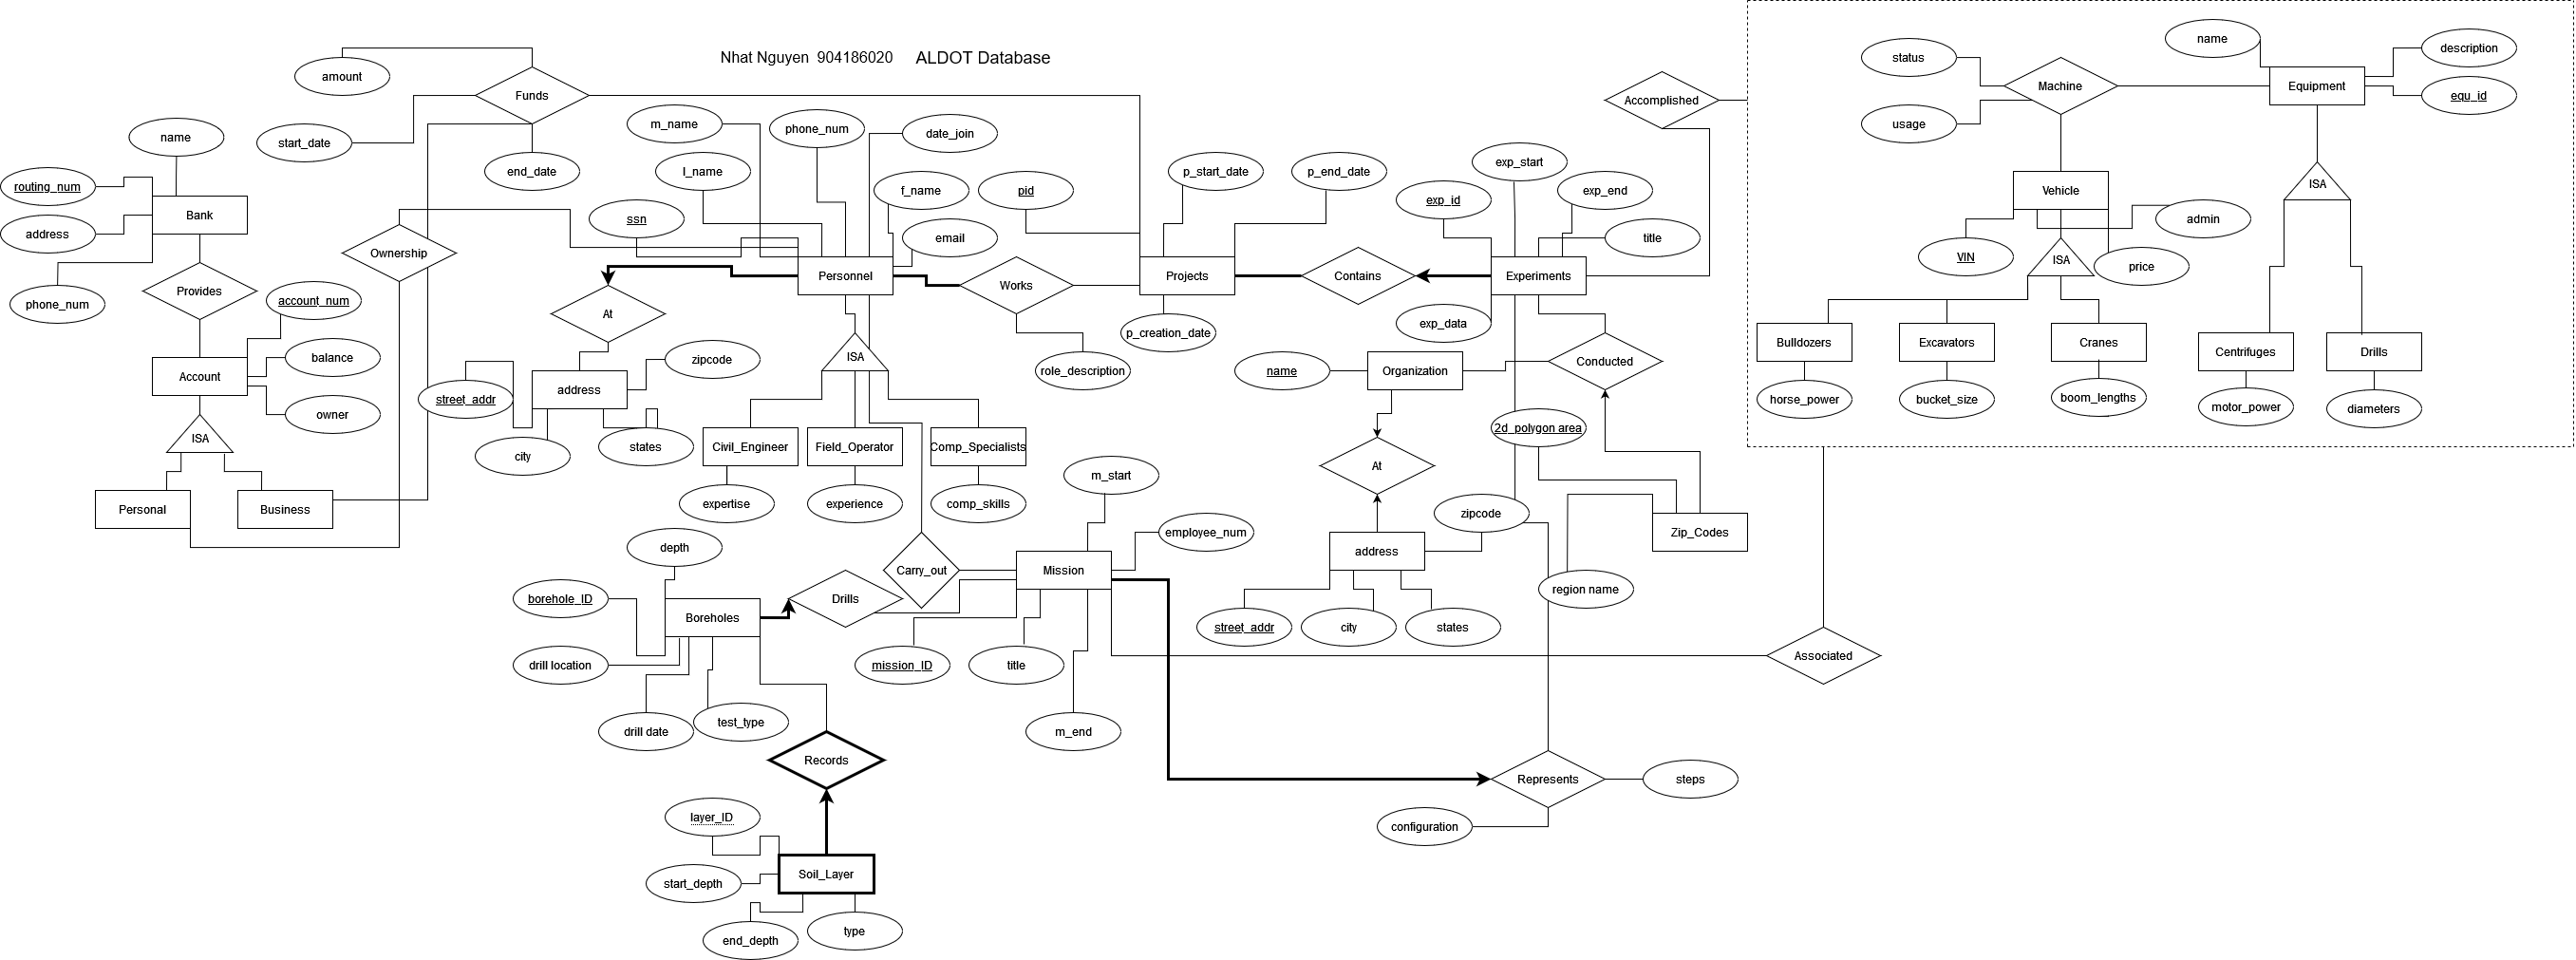 Nhat Nguyen 904186020 ALDOT Database
amount
Funds
start_date
end_date
name
routing_num
Bank
address
phone_num
Provides
Ownership
account_num
Account
balance
owner
ISA
Personal
Business
m_name
phone_num
date_join
l_name
f_name
ssn
email
Personnel
At
address
zipcode
street_addr
city
states
ISA
Civil_Engineer
Field_Operator
Comp_Specialists
expertise
experience
comp_skills
Works
role_description
pid
p_start_date
p_end_date
Projects
p_creation_date
Contains
exp_id
exp_start
exp_end
title
Experiments
exp_data
Accomplished
name
Organization
Conducted
2d_polygon area
At
zipcode
address
street_addr
city
states
region name
Zip_Codes
status
usage
Machine
name
Equipment
description
equ_id
Vehicle
VIN
admin
price
ISA
Bulldozers
Excavators
Cranes
horse_power
bucket_size
boom_lengths
ISA
Centrifuges
Drills
motor_power
diameters
m_start
employee_num
Mission
Carry_out
mission_ID
title
m_end
Drills
depth
borehole_ID
Boreholes
drill location
drill date
test_type
Records
layer_ID
Soil_Layer
start_depth
end_depth
type
Associated
Represents
steps
configuration